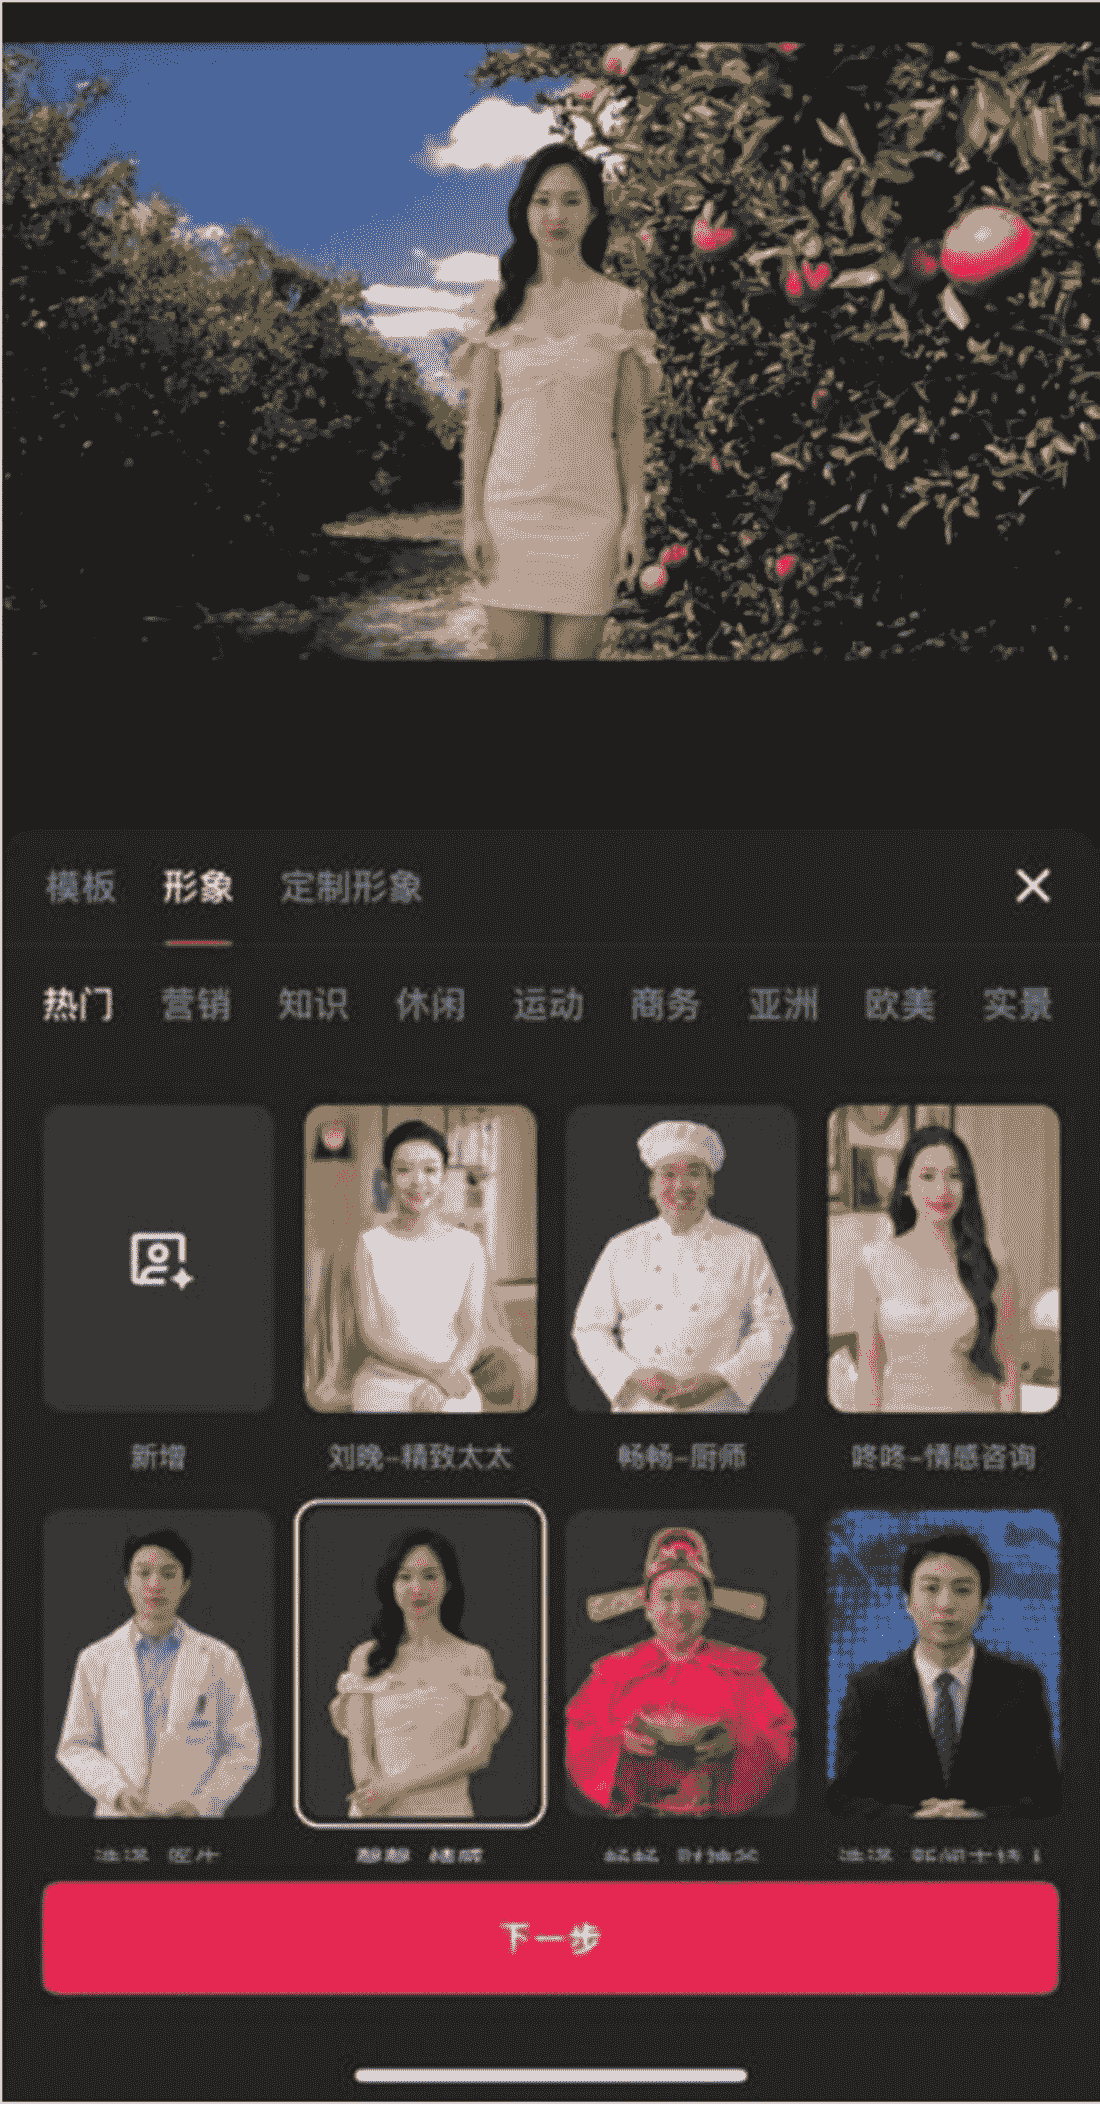 模板 形象 定制形象
热门 营销 知识 休闲 运动 商务 亚洲 欧美 实景
新增 刘晚-精致太太 畅畅-厨师 咚咚-情感咨询
下一步